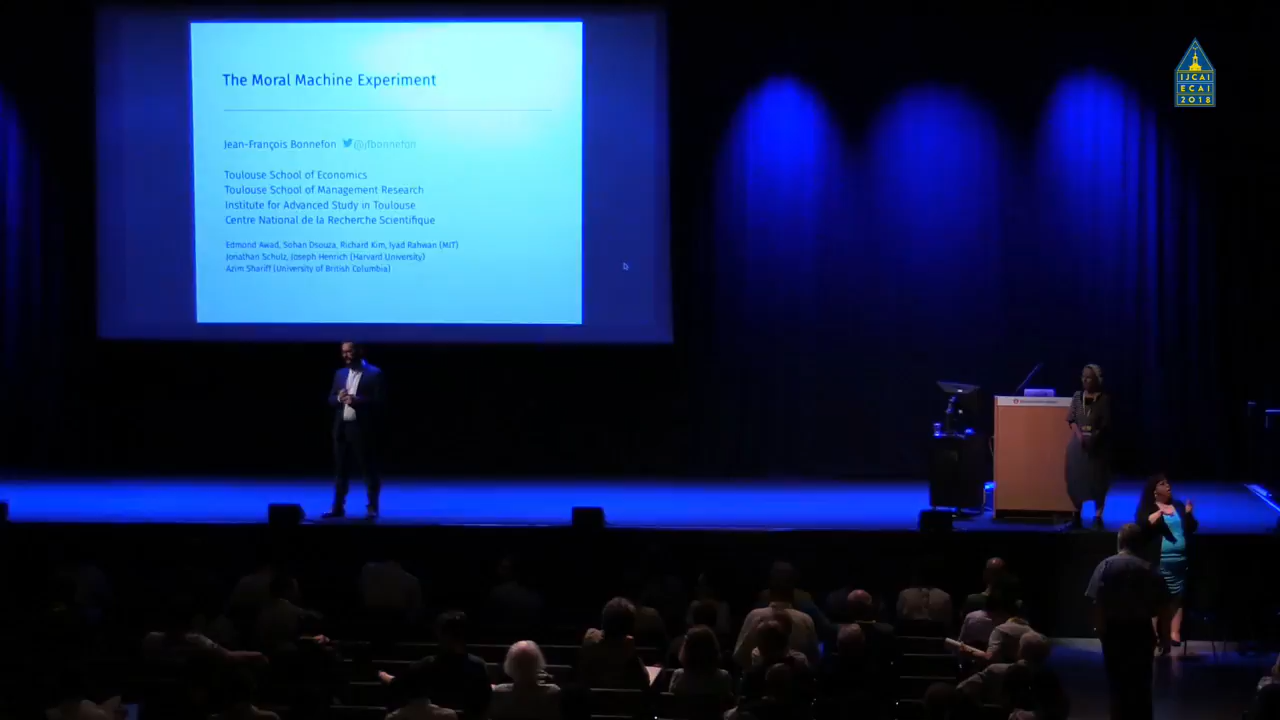 The Moral Machine Experiment
Jean-François Bonnefon @jfbonnefon
Toulouse School of Economics
Toulouse School of Management Research
Institute for Advanced Study in Toulouse
Centre National de la Recherche Scientifique
Edmond Awad, Sohan Dsouza, Richard Kim, Iyad Rahwan (MIT)
Jonathan Schulz, Joseph Henrich (Harvard University)
Azim Shariff (University of British Columbia)
IJCAI
ECAI
2018